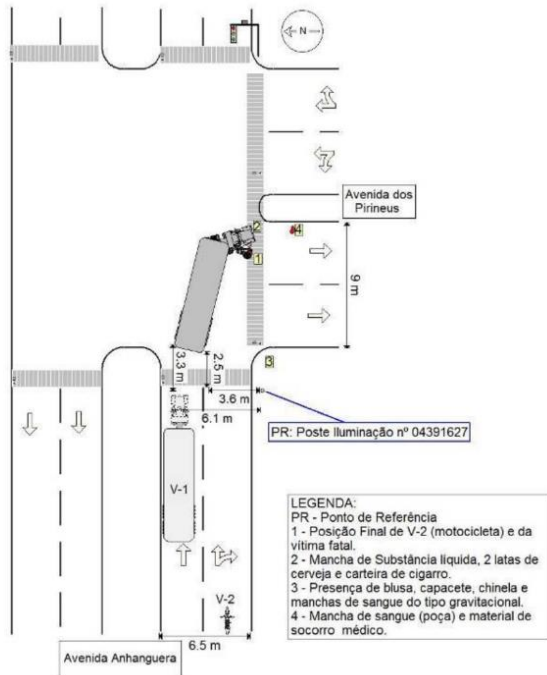 N
Avenida dos
Pirineus
2
4
1
9 m
3.3 m
2.5 m
3
3.6 m
6.1 m
PR: Poste Iluminação nº 04391627
V-1
V-2
6.5 m
Avenida Anhanguera
LEGENDA:
PR - Ponto de Referência
1 - Posição Final de V-2 (motocicleta) e da
vítima fatal.
2 - Mancha de Substância líquida, 2 latas de
cerveja e carteira de cigarro.
3 - Presença de blusa, capacete, chinela e
manchas de sangue do tipo gravitacional.
4 - Mancha de sangue (poça) e material de
socorro médico.